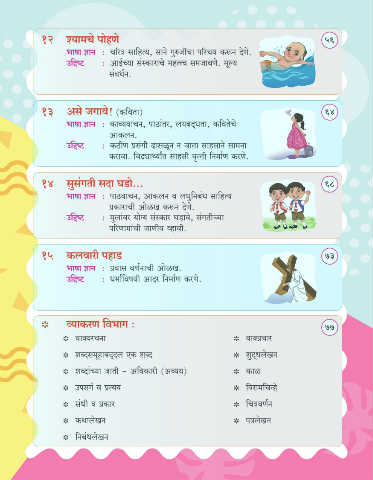 १२ श्यामचे पोहणे ५६
भाषा ज्ञान : चरित्र साहित्य, साने गुरुजींचा परिचय करून देणे.
उद्दिष्ट : आईच्या संस्काराचे महत्त्व समजावणे. मूल्य
संवर्धन.
१३ असे जगावे! (कविता) ६४
भाषा ज्ञान : काव्यवाचन, पाठांतर, लयबद्धता, कवितेचे
आकलन.
उद्दिष्ट : कठीण प्रसंगी डगमगून न जाता साहसाने सामना
करावा. विद्यार्थ्यांत साहसी वृत्ती निर्माण करणे.
१४ सुसंगती सदा घडो... ६८
भाषा ज्ञान : पाठवाचन, आकलन व लघुनिबंध साहित्य
प्रकाराची ओळख करून देणे.
उद्दिष्ट : मुलांवर योग्य संस्कार घडावे, संगतीच्या
परिणामांची जाणीव व्हावी.
१५ कलवारी पहाड ७३
भाषा ज्ञान : प्रवास वर्णनाची ओळख.
उद्दिष्ट : धर्माविषयी आदर निर्माण करणे.
व्याकरण विभाग : ७७
वाक्यरचना
वाक्प्रचार
शब्दसमूहाबद्दल एक शब्द
शुद्धलेखन
शब्दांच्या जाती - अविकारी (अव्यय)
काळ
उपसर्ग व प्रत्यय
विरामचिन्हे
संधी व प्रकार
चित्रवर्णन
कथालेखन
पत्रलेखन
निबंधलेखन